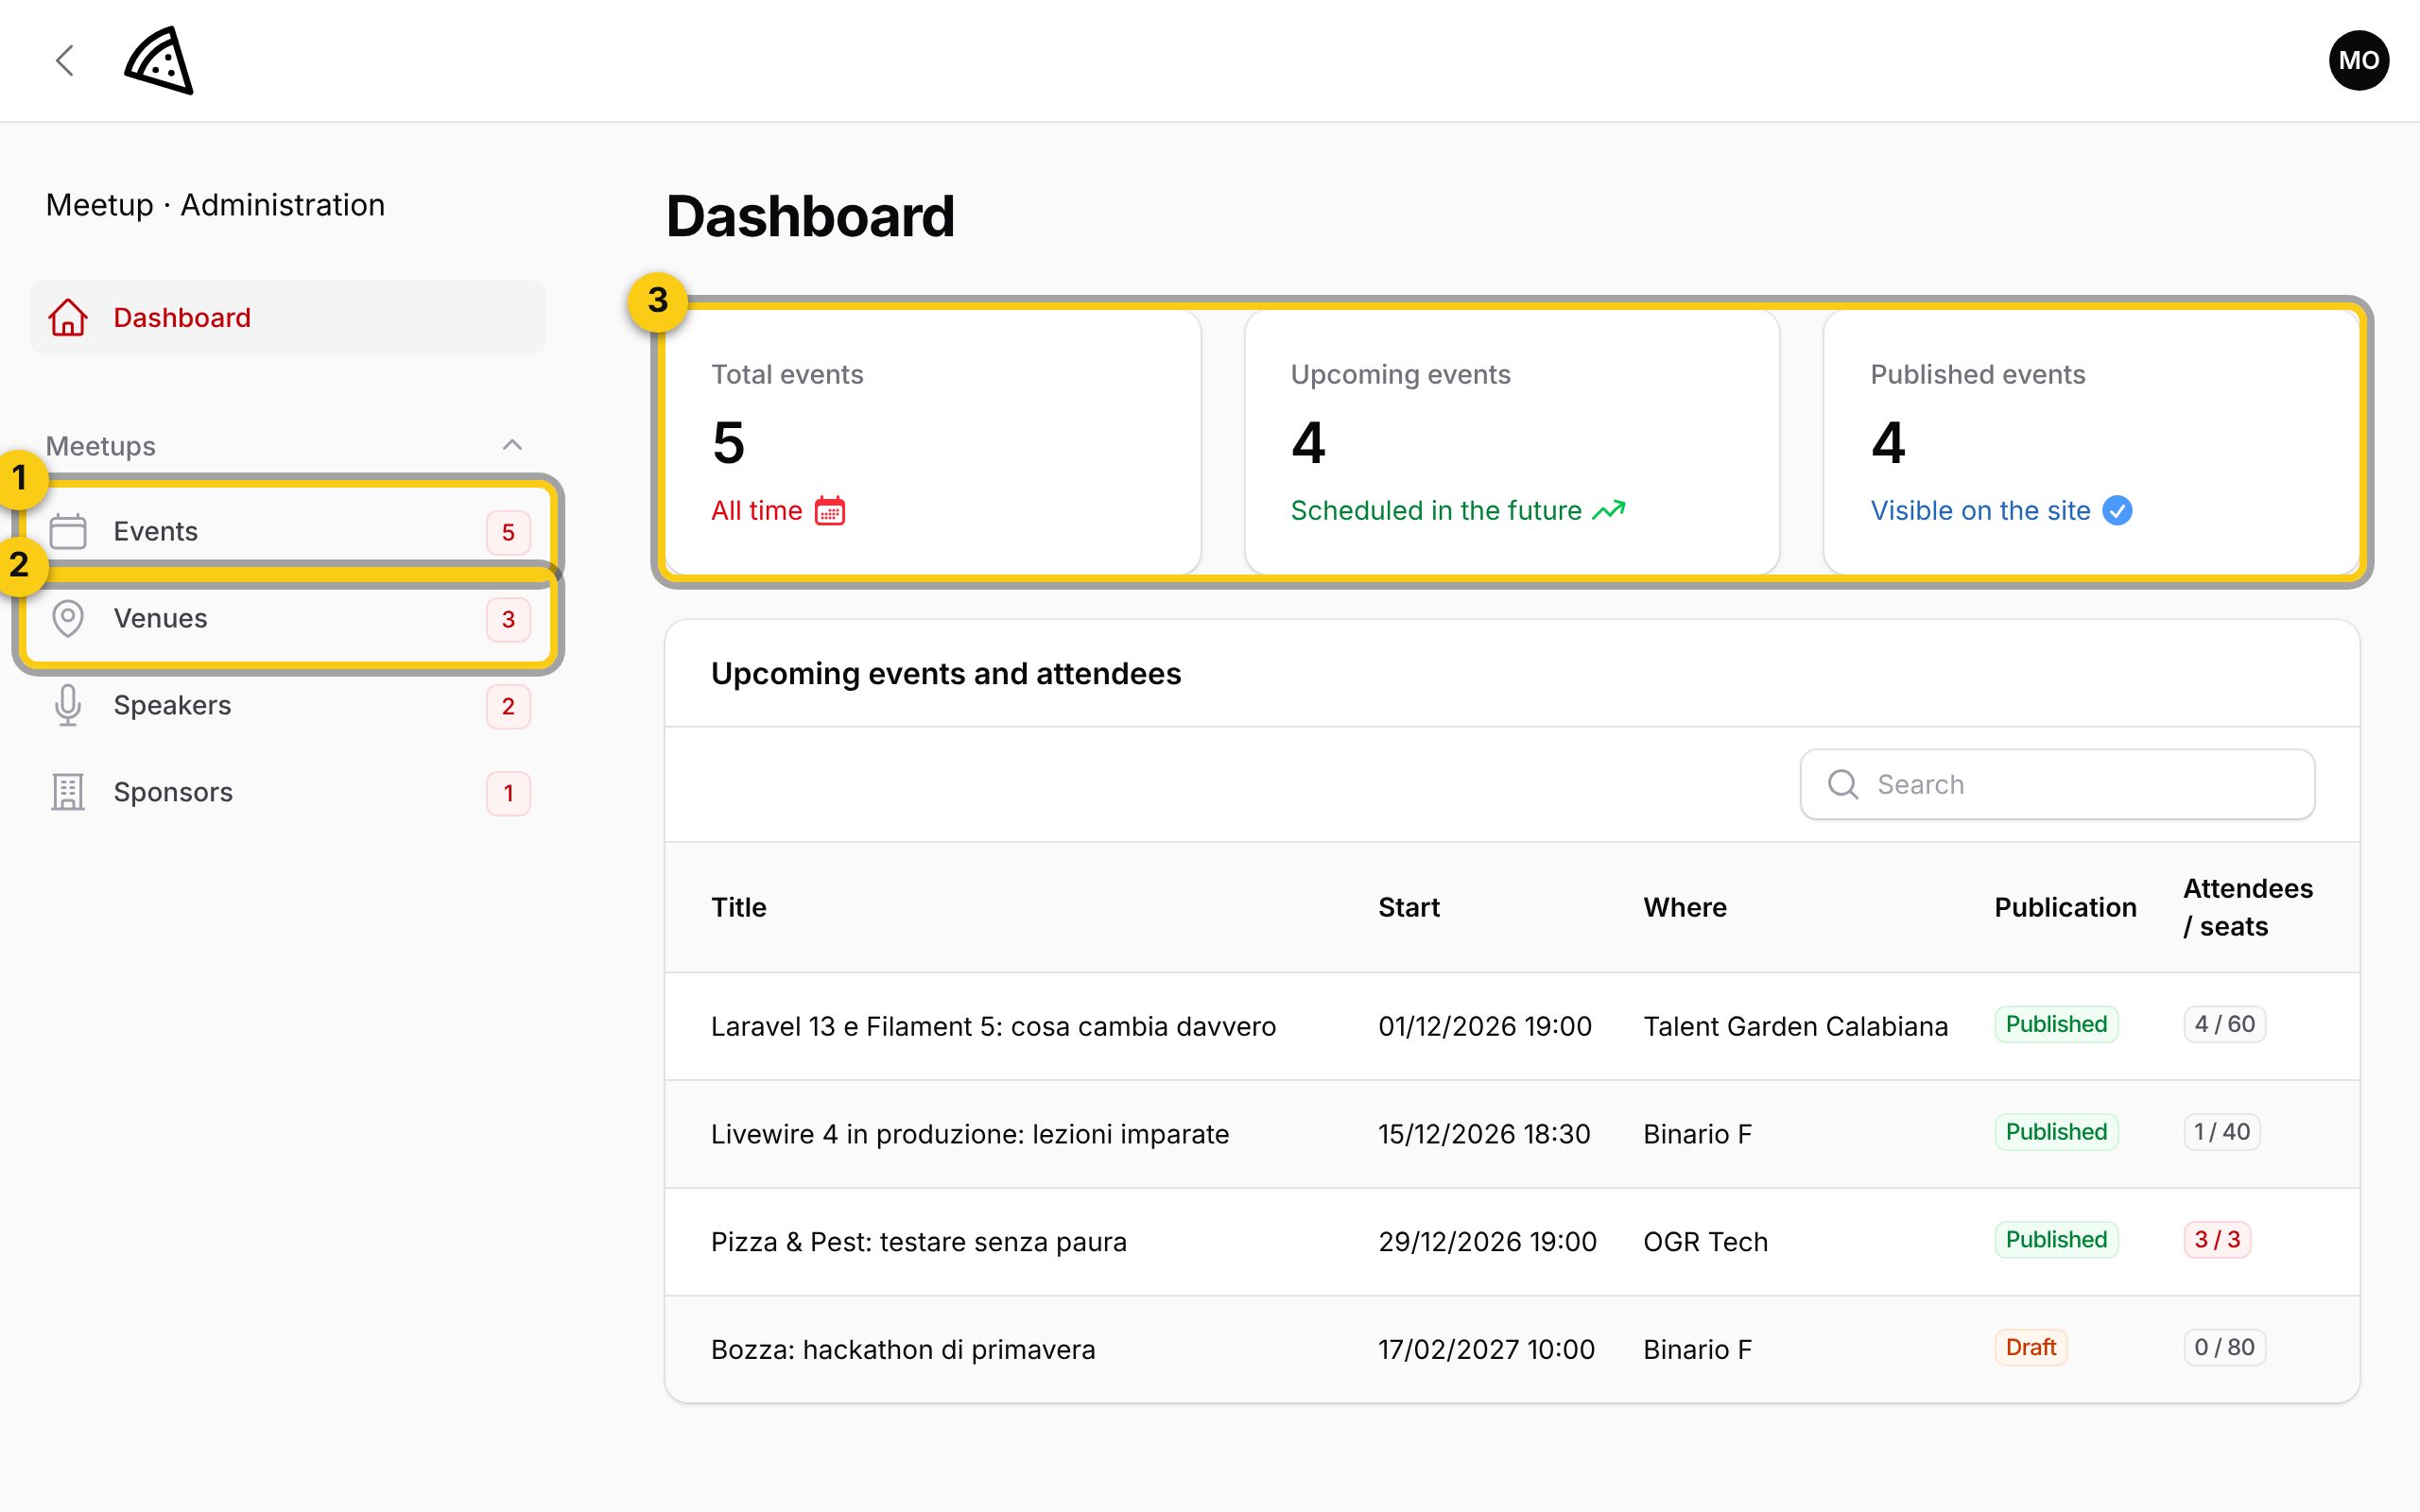 MO
Meetup · Administration
Dashboard
Meetups
1
Events 5
2
Venues 3
Speakers 2
Sponsors 1
Dashboard
3
Total events
5
All time
Upcoming events
4
Scheduled in the future
Published events
4
Visible on the site
Upcoming events and attendees
Search
Title Start Where Publication Attendees
/ seats
Laravel 13 e Filament 5: cosa cambia davvero 01/12/2026 19:00 Talent Garden Calabiana Published 4 / 60
Livewire 4 in produzione: lezioni imparate 15/12/2026 18:30 Binario F Published 1 / 40
Pizza & Pest: testare senza paura 29/12/2026 19:00 OGR Tech Published 3 / 3
Bozza: hackathon di primavera 17/02/2027 10:00 Binario F Draft 0 / 80